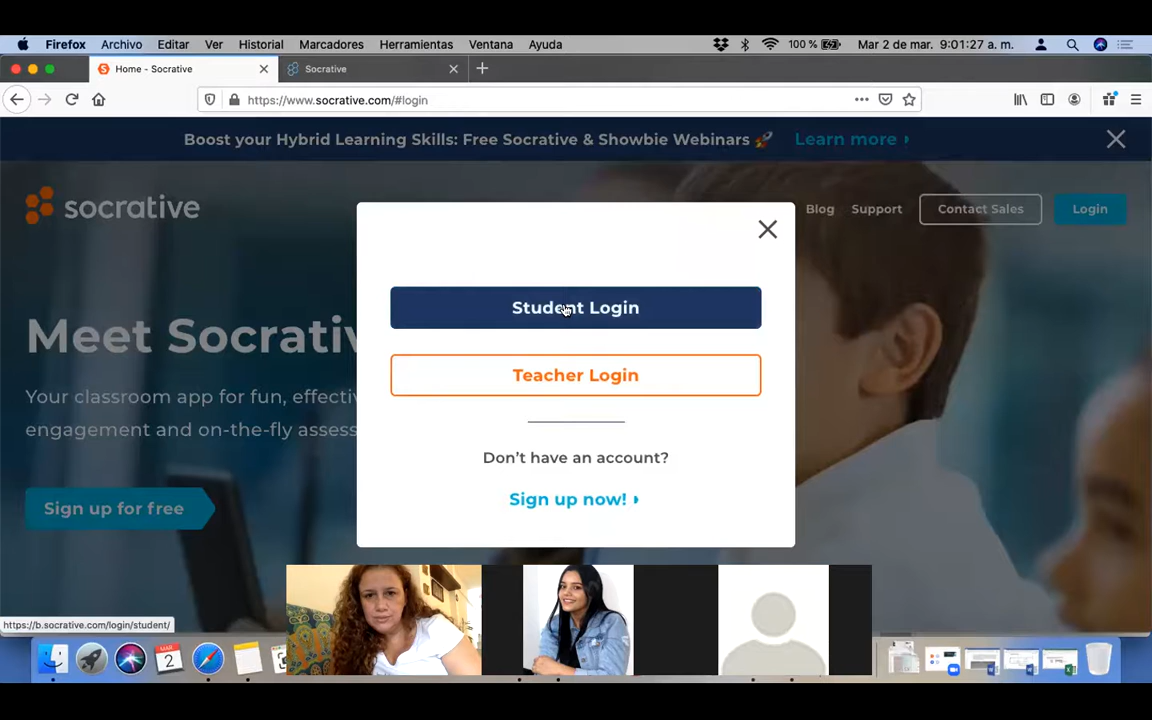 Firefox Archivo Editar Ver Historial Marcadores Herramientas Ventana Ayuda 100 % Mar 2 de mar. 9:01:27 a. m.
Home - Socrative Socrative
https://www.socrative.com/#login
Boost your Hybrid Learning Skills: Free Socrative & Showbie Webinars 🚀 Learn more
socrative Blog Support Contact Sales Login
Student Login
Meet Socrativ
Teacher Login
Your classroom app for fun, effecti
engagement and on-the-fly assess
Don't have an account?
Sign up now!
Sign up for free
https://b.socrative.com/login/student/
MAR
2